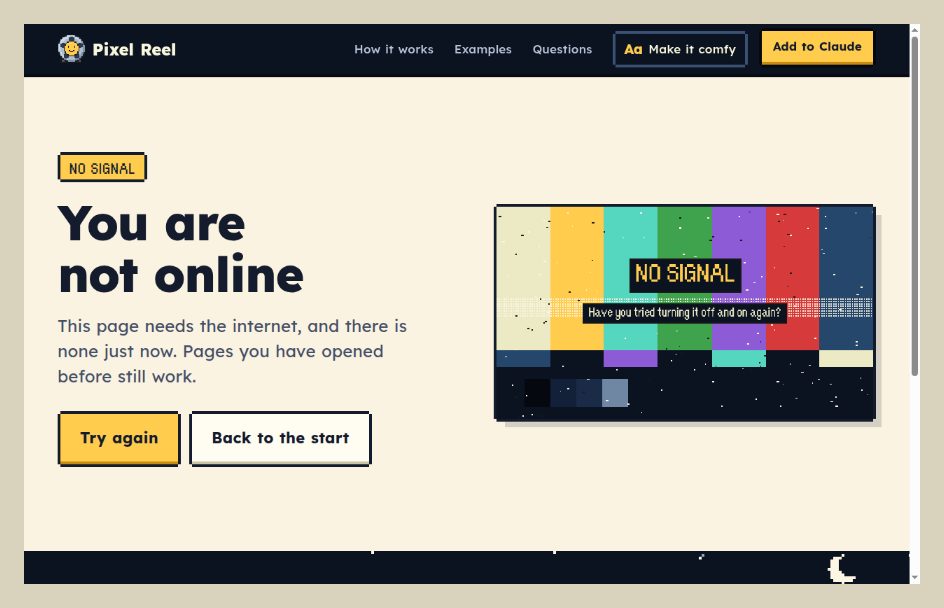 Pixel Reel
How it works
Examples
Questions
Aa Make it comfy
Add to Claude
NO SIGNAL
You are
not online
This page needs the internet, and there is
none just now. Pages you have opened
before still work.
Try again
Back to the start
NO SIGNAL
Have you tried turning it off and on again?